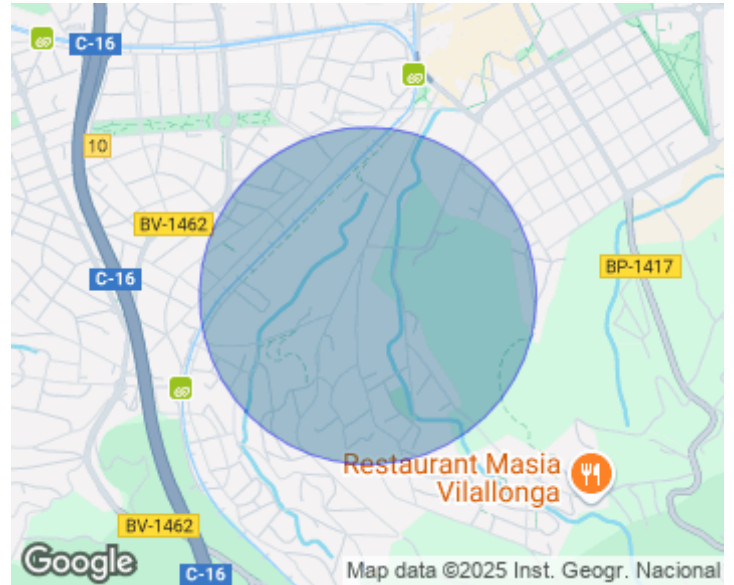 C-16
10
BV-1462
C-16
BP-1417
Restaurant Masia
Vilallonga
BV-1462
Google
C-16
Map data ©2025 Inst. Geogr. Nacional